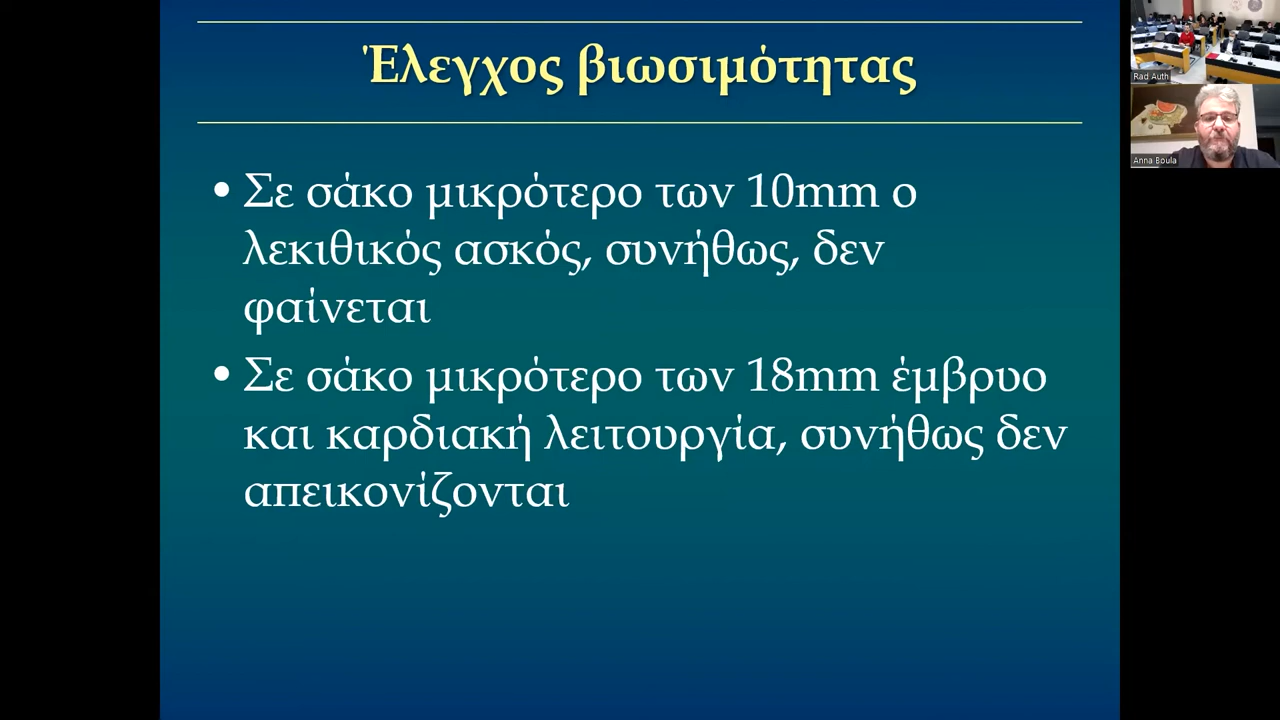 Έλεγχος βιωσιμότητας
• Σε σάκο μικρότερο των 10mm ο
λεκιθικός ασκός, συνήθως, δεν
φαίνεται
• Σε σάκο μικρότερο των 18mm έμβρυο
και καρδιακή λειτουργία, συνήθως δεν
απεικονίζονται
Rad Auth
Anna Boula